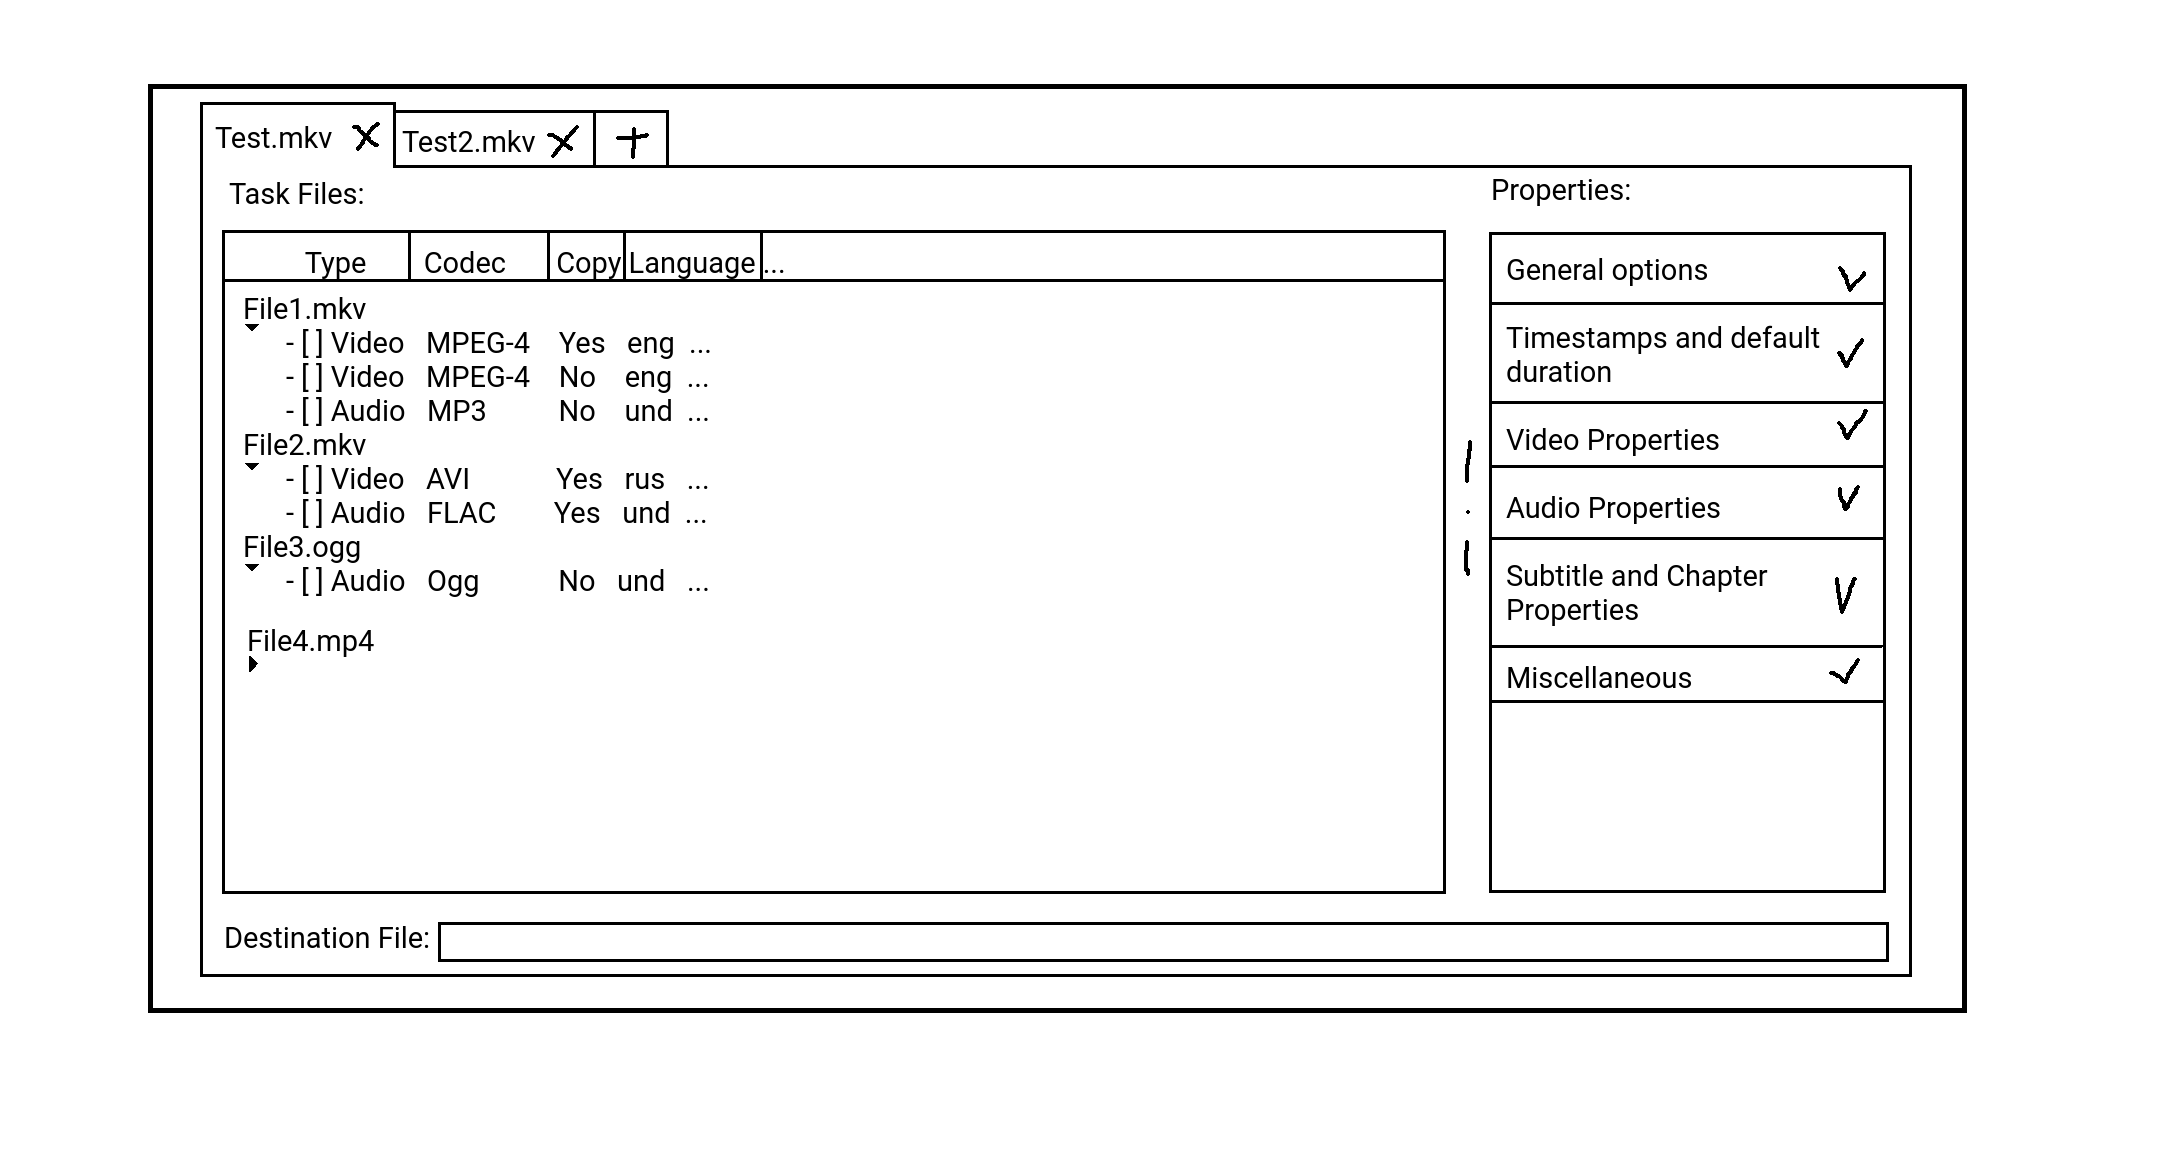 Test.mkv
Test2.mkv
+
Task Files:
Properties:
Type Codec Copy Language ...
File1.mkv
- [ ] Video MPEG-4 Yes eng ...
- [ ] Video MPEG-4 No eng ...
- [ ] Audio MP3 No und ...
File2.mkv
- [ ] Video AVI Yes rus ...
- [ ] Audio FLAC Yes und ...
File3.ogg
- [ ] Audio Ogg No und ...
File4.mp4
General options
Timestamps and default
duration
Video Properties
Audio Properties
Subtitle and Chapter
Properties
Miscellaneous
Destination File: